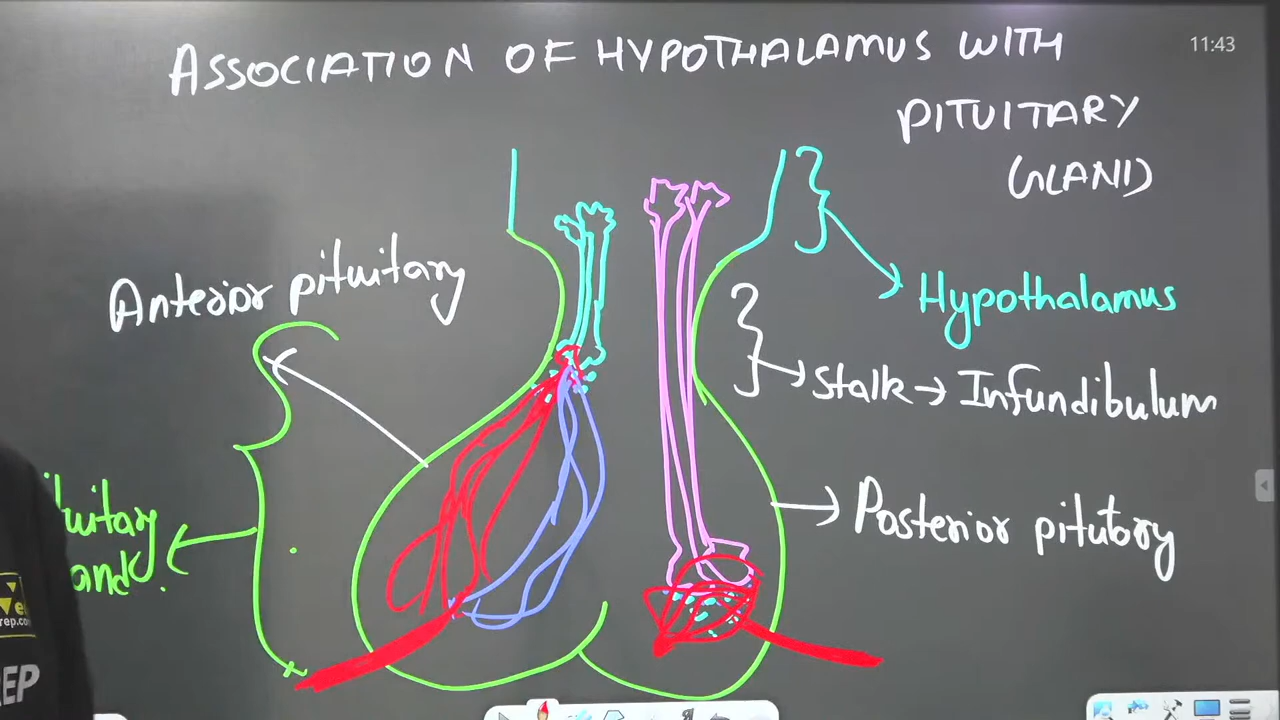 ASSOCIATION OF HYPOTHALAMUS WITH
PITUITARY
GLAND
11:43
Anterior pituitary
Hypothalamus
Stalk → Infundibulum
Posterior pitutory